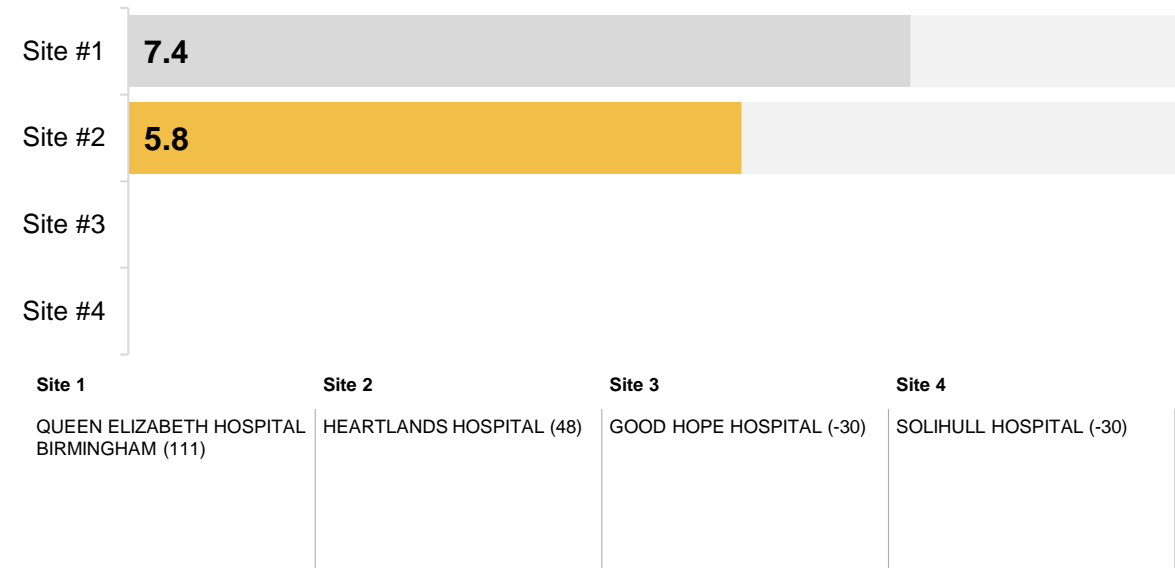 Site #1
7.4
Site #2
5.8
Site #3
Site #4
Site 1
Site 2
Site 3
Site 4
QUEEN ELIZABETH HOSPITAL
BIRMINGHAM (111)
HEARTLANDS HOSPITAL (48)
GOOD HOPE HOSPITAL (-30)
SOLIHULL HOSPITAL (-30)